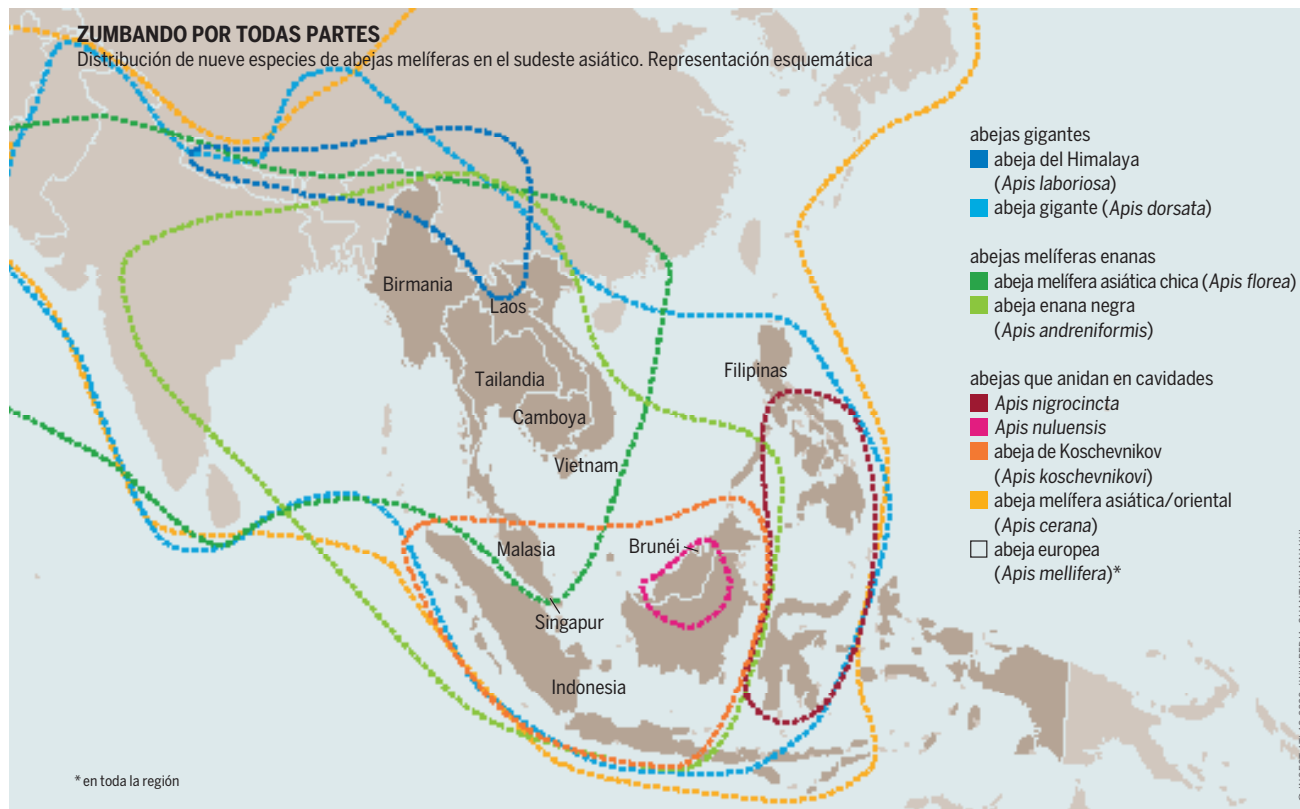 ZUMBANDO POR TODAS PARTES
Distribución de nueve especies de abejas melíferas en el sudeste asiático. Representación esquemática
abejas gigantes
abeja del Himalaya
(Apis laboriosa)
abeja gigante (Apis dorsata)
abejas melíferas enanas
abeja melífera asiática chica (Apis florea)
abeja enana negra
(Apis andreniformis)
abejas que anidan en cavidades
Apis nigrocincta
Apis nuluensis
abeja de Koschevnikov
(Apis koschevnikovi)
abeja melífera asiática/oriental
(Apis cerana)
abeja europea
(Apis mellifera)*
Birmania
Laos
Tailandia
Camboya
Vietnam
Filipinas
Malasia
Brunéi
Singapur
Indonesia
* en toda la región